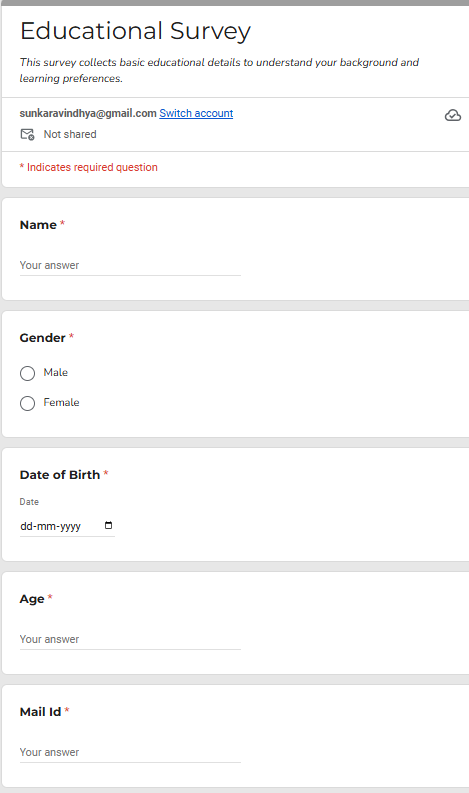 Educational Survey
This survey collects basic educational details to understand your background and
learning preferences.
sunkaravindhya@gmail.com Switch account
Not shared
* Indicates required question
Name *
Your answer
Gender *
Male
Female
Date of Birth *
Date
dd-mm-yyyy
Age *
Your answer
Mail Id *
Your answer